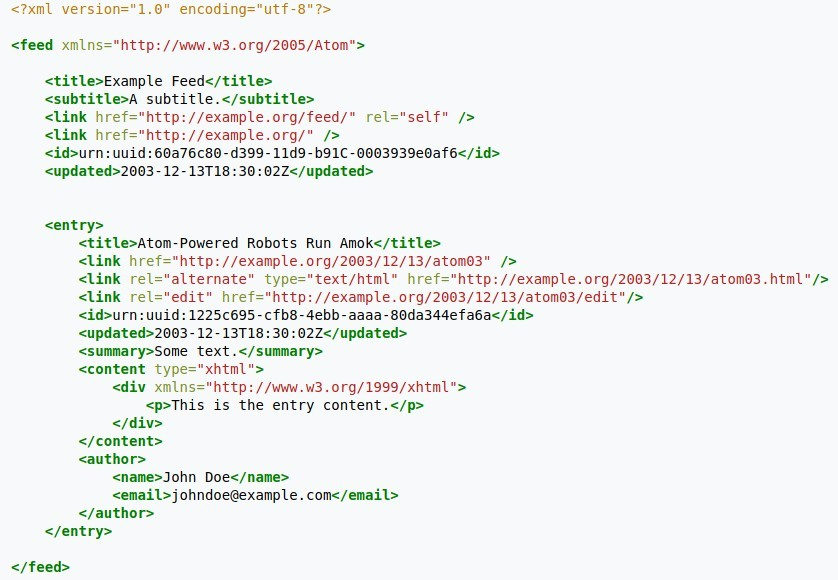 <?xml version="1.0" encoding="utf-8"?>

<feed xmlns="http://www.w3.org/2005/Atom">

    <title>Example Feed</title>
    <subtitle>A subtitle.</subtitle>
    <link href="http://example.org/feed/" rel="self" />
    <link href="http://example.org/" />
    <id>urn:uuid:60a76c80-d399-11d9-b91C-0003939e0af6</id>
    <updated>2003-12-13T18:30:02Z</updated>


    <entry>
        <title>Atom-Powered Robots Run Amok</title>
        <link href="http://example.org/2003/12/13/atom03" />
        <link rel="alternate" type="text/html" href="http://example.org/2003/12/13/atom03.html"/>
        <link rel="edit" href="http://example.org/2003/12/13/atom03/edit"/>
        <id>urn:uuid:1225c695-cfb8-4ebb-aaaa-80da344efa6a</id>
        <updated>2003-12-13T18:30:02Z</updated>
        <summary>Some text.</summary>
        <content type="xhtml">
            <div xmlns="http://www.w3.org/1999/xhtml">
                <p>This is the entry content.</p>
            </div>
        </content>
        <author>
            <name>John Doe</name>
            <email>johndoe@example.com</email>
        </author>
    </entry>

</feed>